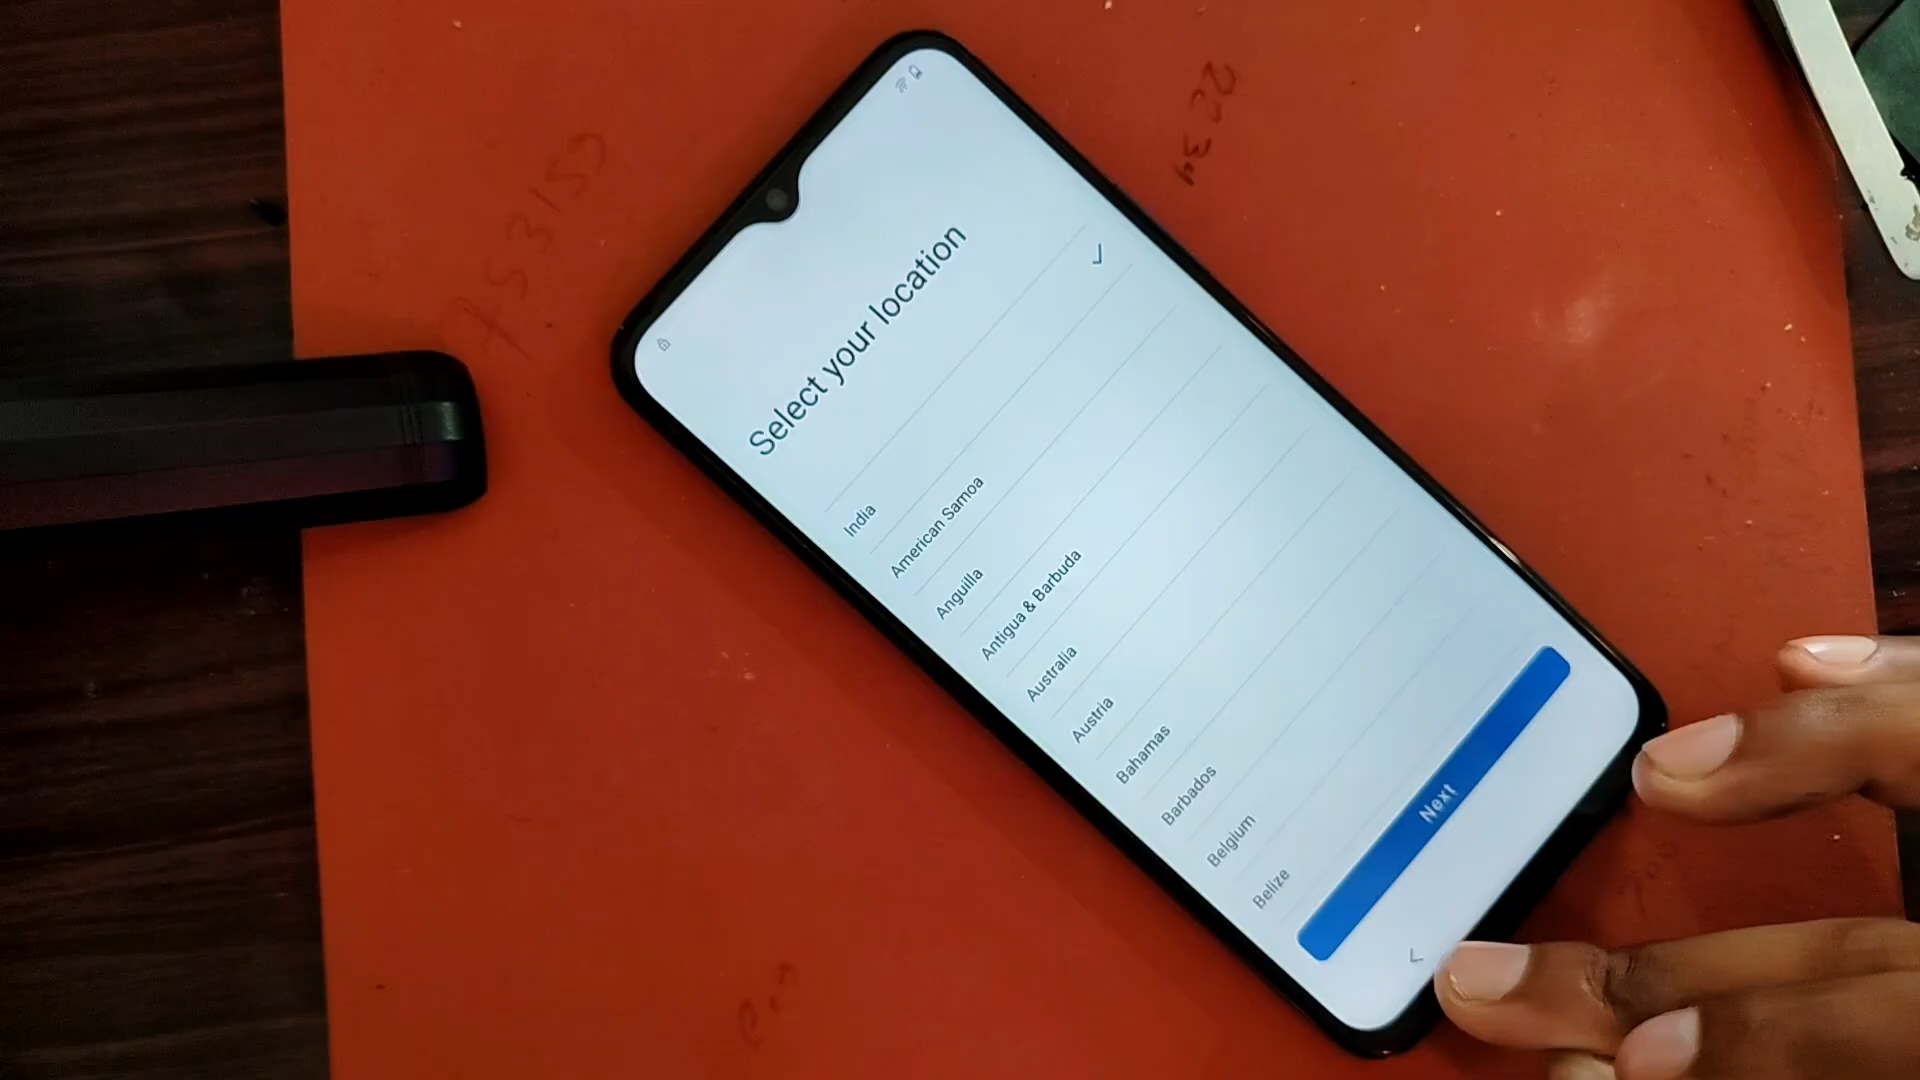 Select your location
India
American Samoa
Anguilla
Antigua & Barbuda
Australia
Austria
Bahamas
Barbados
Belgium
Belize
Next